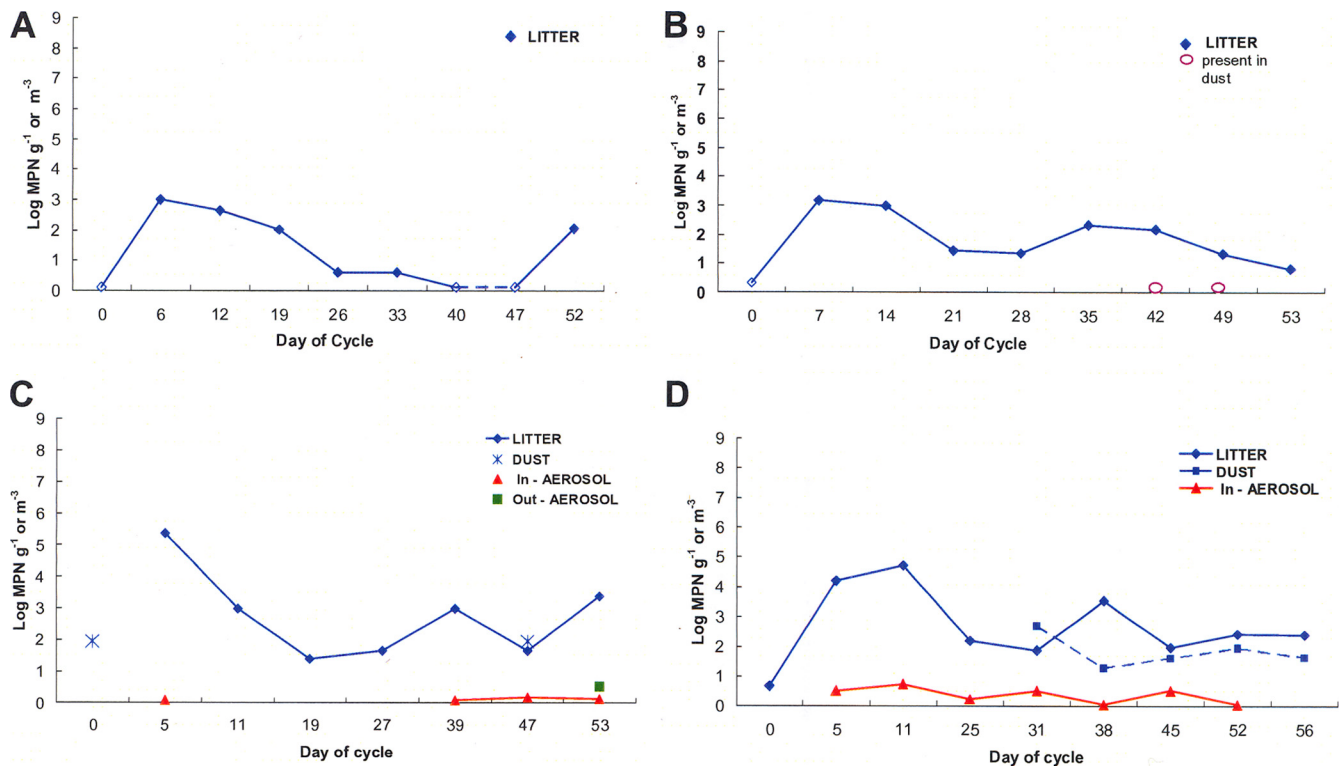 A
9
8
7
6
5
4
3
2
1
0
Log MPN g⁻¹ or m⁻³
LITTER
0 6 12 19 26 33 40 47 52
Day of Cycle
B
9
8
7
6
5
4
3
2
1
0
Log MPN g⁻¹ or m⁻³
LITTER
present in
dust
0 7 14 21 28 35 42 49 53
Day of Cycle
C
9
8
7
6
5
4
3
2
1
0
Log MPN g⁻¹ or m⁻³
LITTER
DUST
In - AEROSOL
Out - AEROSOL
0 5 11 19 27 39 47 53
Day of cycle
D
9
8
7
6
5
4
3
2
1
0
Log MPN g⁻¹ or m⁻³
LITTER
DUST
In - AEROSOL
0 5 11 25 31 38 45 52 56
Day of cycle